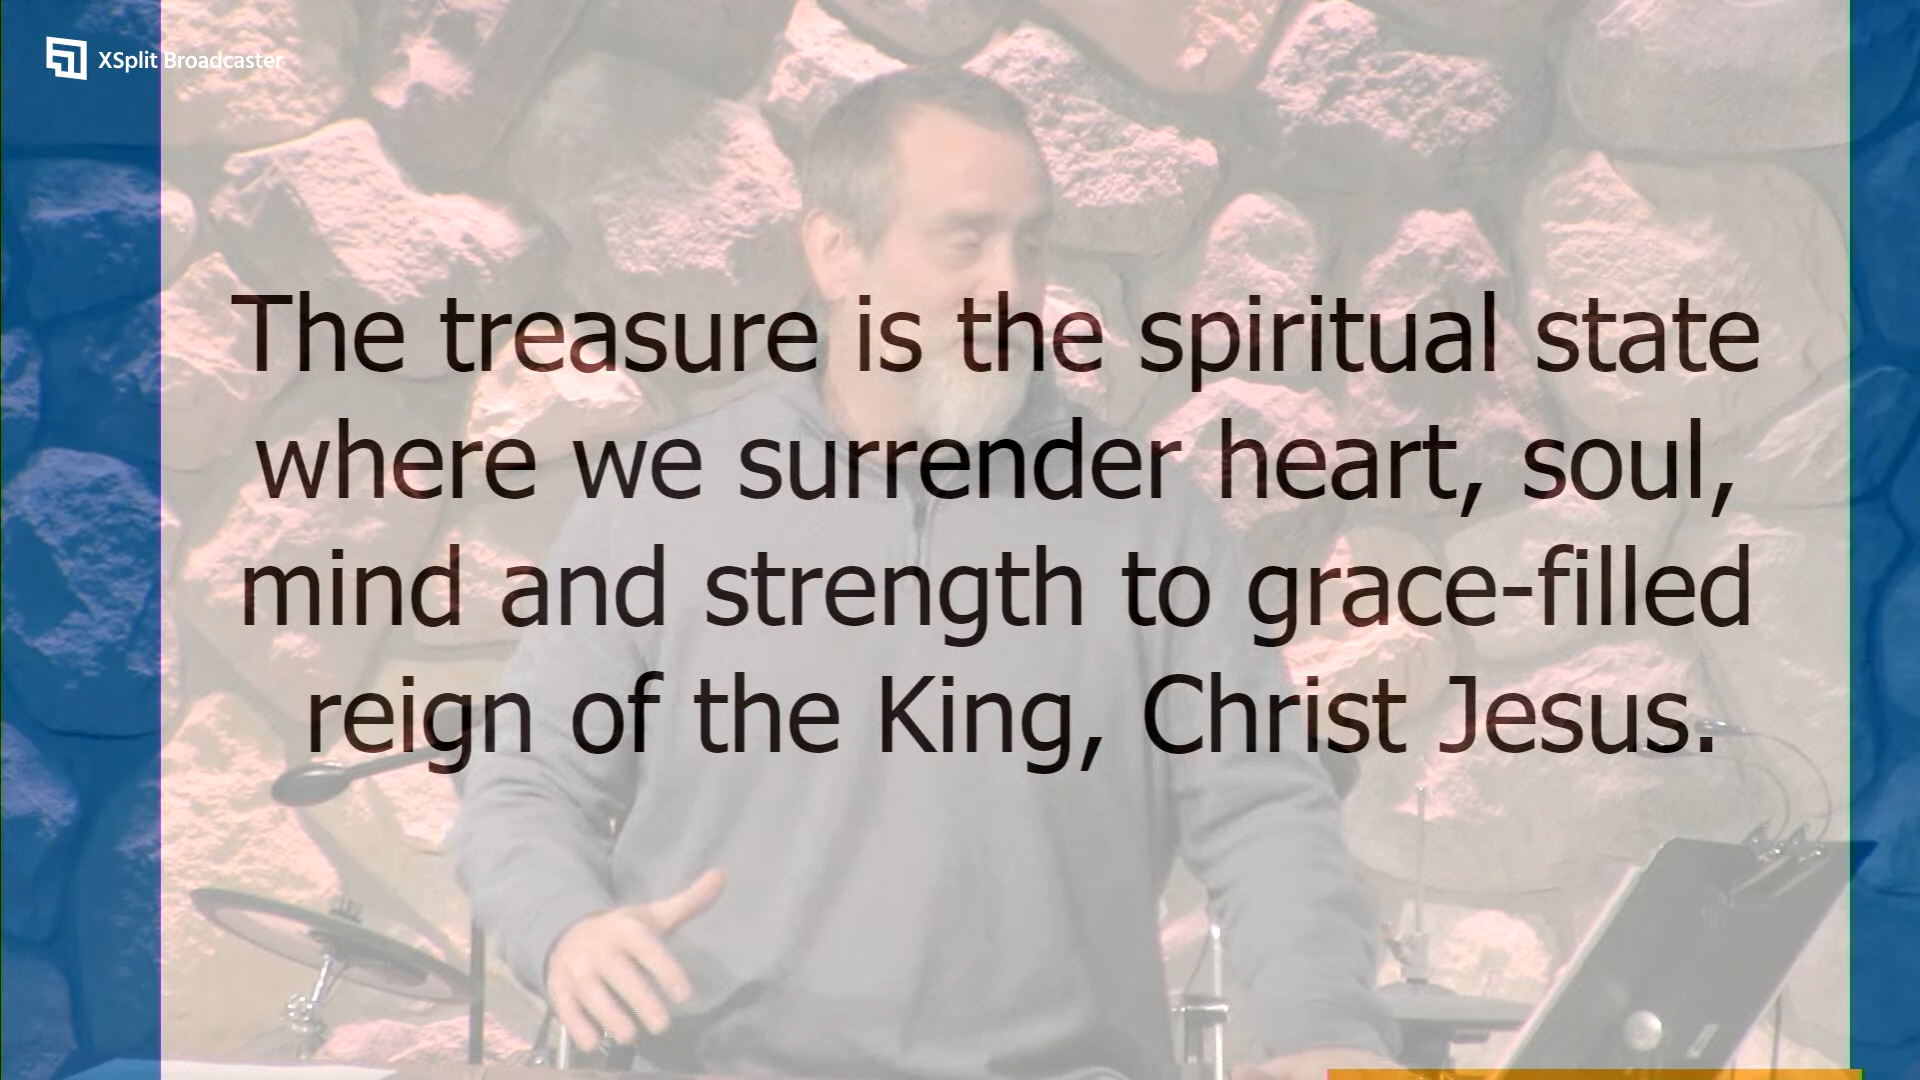 XSplit Broadcaster
The treasure is the spiritual state
where we surrender heart, soul,
mind and strength to grace-filled
reign of the King, Christ Jesus.